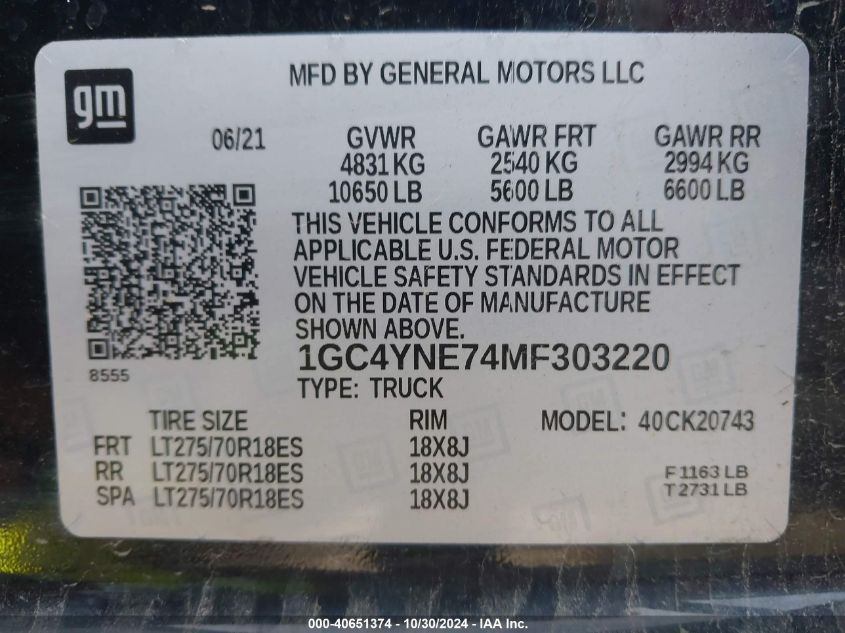 gm
MFD BY GENERAL MOTORS LLC
06/21 GVWR GAWR FRT GAWR RR
4831 KG 2540 KG 2994 KG
10650 LB 5600 LB 6600 LB
THIS VEHICLE CONFORMS TO ALL
APPLICABLE U.S. FEDERAL MOTOR
VEHICLE SAFETY STANDARDS IN EFFECT
ON THE DATE OF MANUFACTURE
SHOWN ABOVE.
1GC4YNE74MF303220
8555
TYPE: TRUCK
TIRE SIZE RIM MODEL: 40CK20743
FRT LT275/70R18ES 18X8J
RR LT275/70R18ES 18X8J F1163 LB
SPA LT275/70R18ES 18X8J T2731 LB
000-40651374 - 10/30/2024 - IAA Inc.